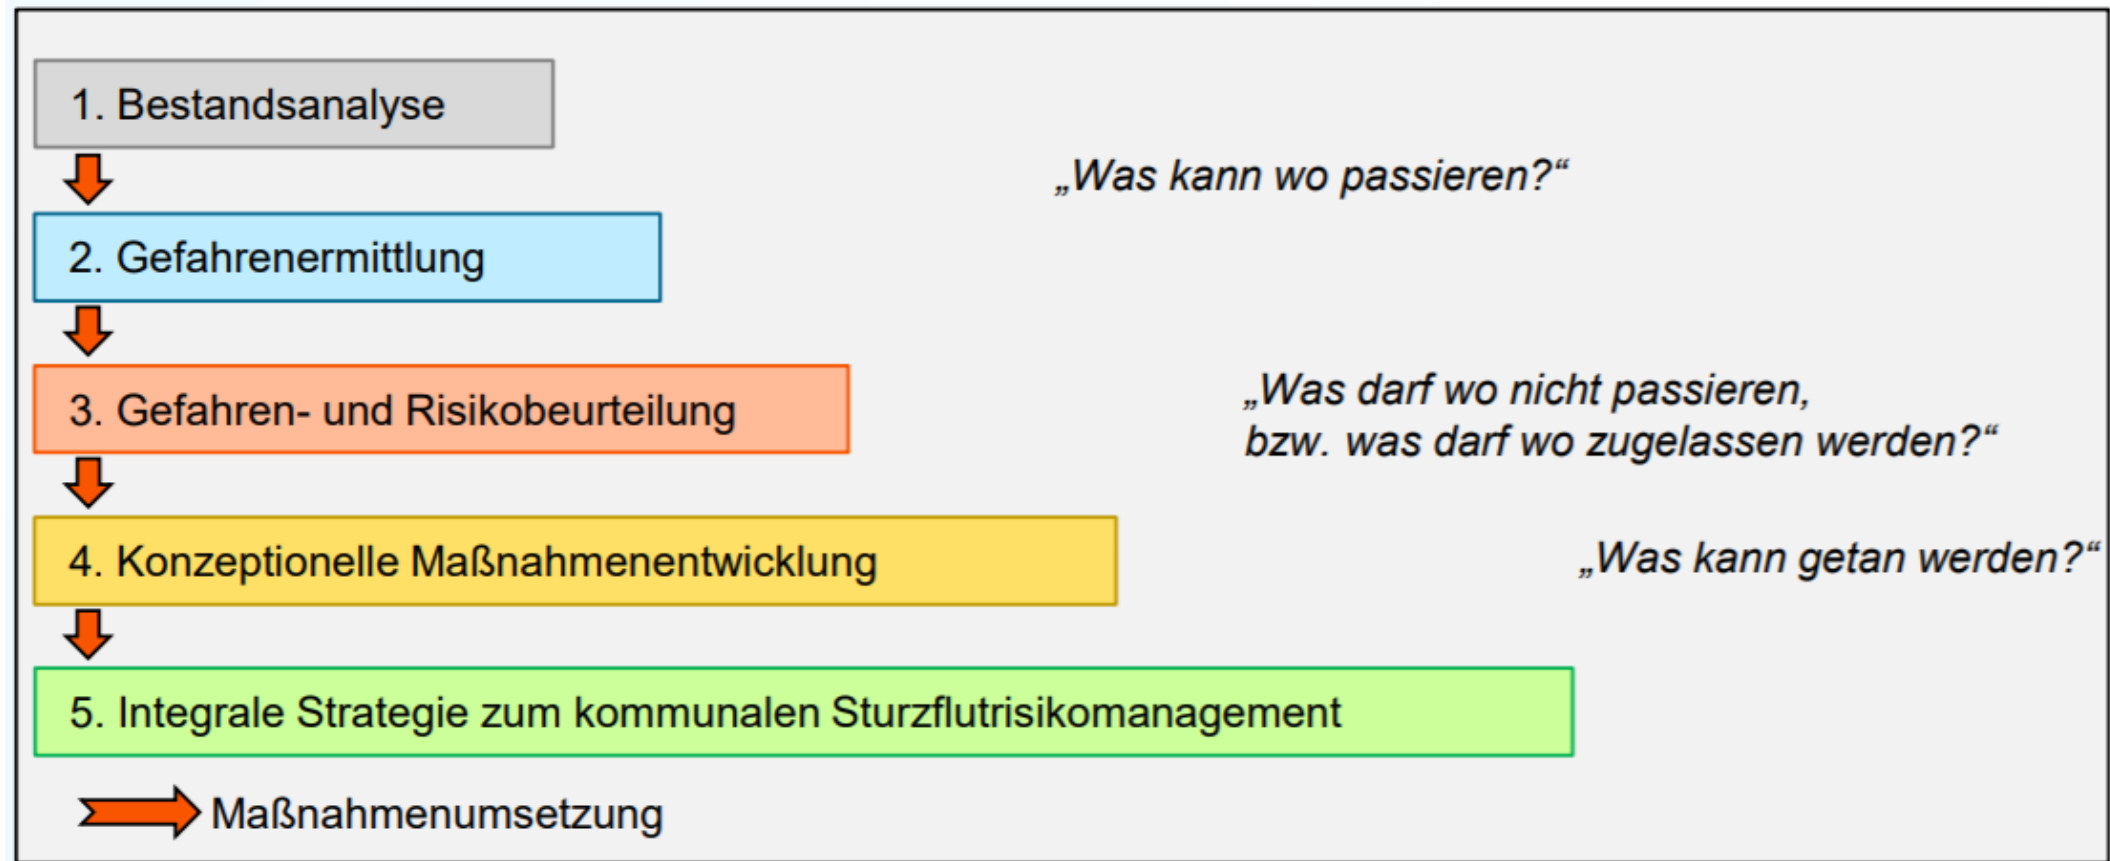 1. Bestandsanalyse
„Was kann wo passieren?“
2. Gefahrenermittlung
3. Gefahren- und Risikobeurteilung
„Was darf wo nicht passieren,
bzw. was darf wo zugelassen werden?“
4. Konzeptionelle Maßnahmenentwicklung
„Was kann getan werden?“
5. Integrale Strategie zum kommunalen Sturzflutrisikomanagement
Maßnahmenumsetzung